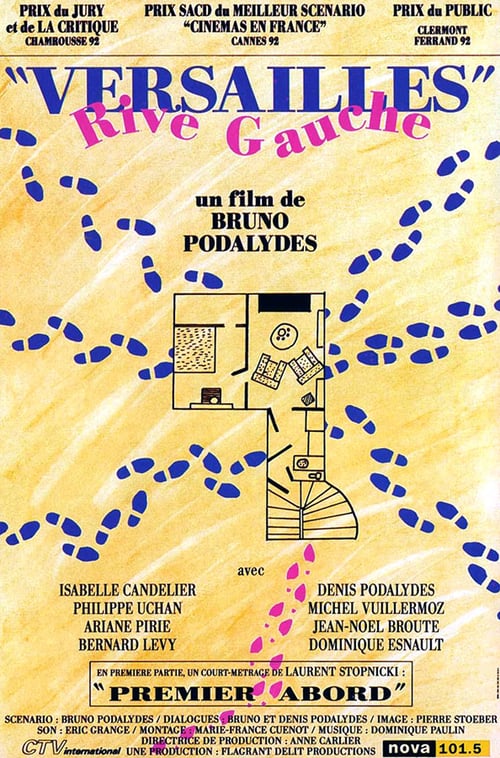 PRIX du JURY
et de LA CRITIQUE
CHAMROUSSE 92
PRIX SACD du MEILLEUR SCENARIO
"CINEMAS EN FRANCE"
CANNES 92
PRIX du PUBLIC
CLERMONT
FERRAND 92
"VERSAILLES"
Rive Gauche
un film de
BRUNO
PODALYDES
avec
ISABELLE CANDELIER
PHILIPPE UCHAN
ARIANE PIRIE
BERNARD LEVY
DENIS PODALYDES
MICHEL VUILLERMOZ
JEAN-NOEL BROUTE
DOMINIQUE ESNAULT
EN PREMIERE PARTIE, UN COURT-METRAGE DE LAURENT STOPNICKI :
"PREMIER ABORD"
SCENARIO : BRUNO PODALYDES / DIALOGUES : BRUNO ET DENIS PODALYDES / IMAGE : PIERRE STOEBER
SON : ERIC GRANGE / MONTAGE : MARIE-FRANCE CUENOT / MUSIQUE : DOMINIQUE PAULIN
DIRECTRICE DE PRODUCTION : ANNE CARLIER
UNE PRODUCTION : FLAGRANT DELIT PRODUCTIONS
CTV international
nova 101.5